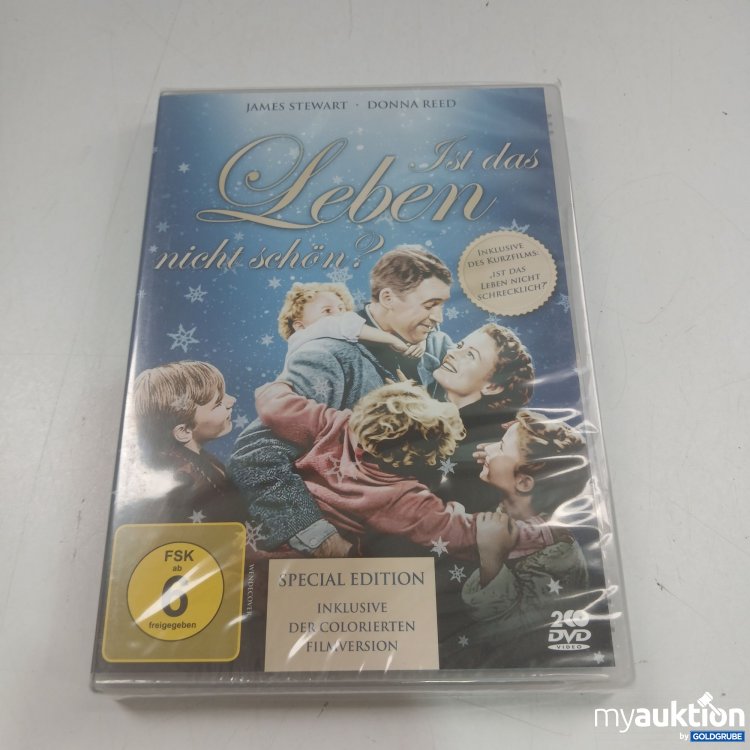 JAMES STEWART · DONNA REED
Ist das
Leben
nicht schön?
INKLUSIVE
DES KURZFILMS:
„IST DAS
LEBEN NICHT
SCHRECKLICH?"
FSK
ab
6
freigegeben
WENDECOVER
SPECIAL EDITION
INKLUSIVE
DER COLORIERTEN
FILMVERSION
2
DVD
VIDEO
myauktion
by GOLDGRUBE